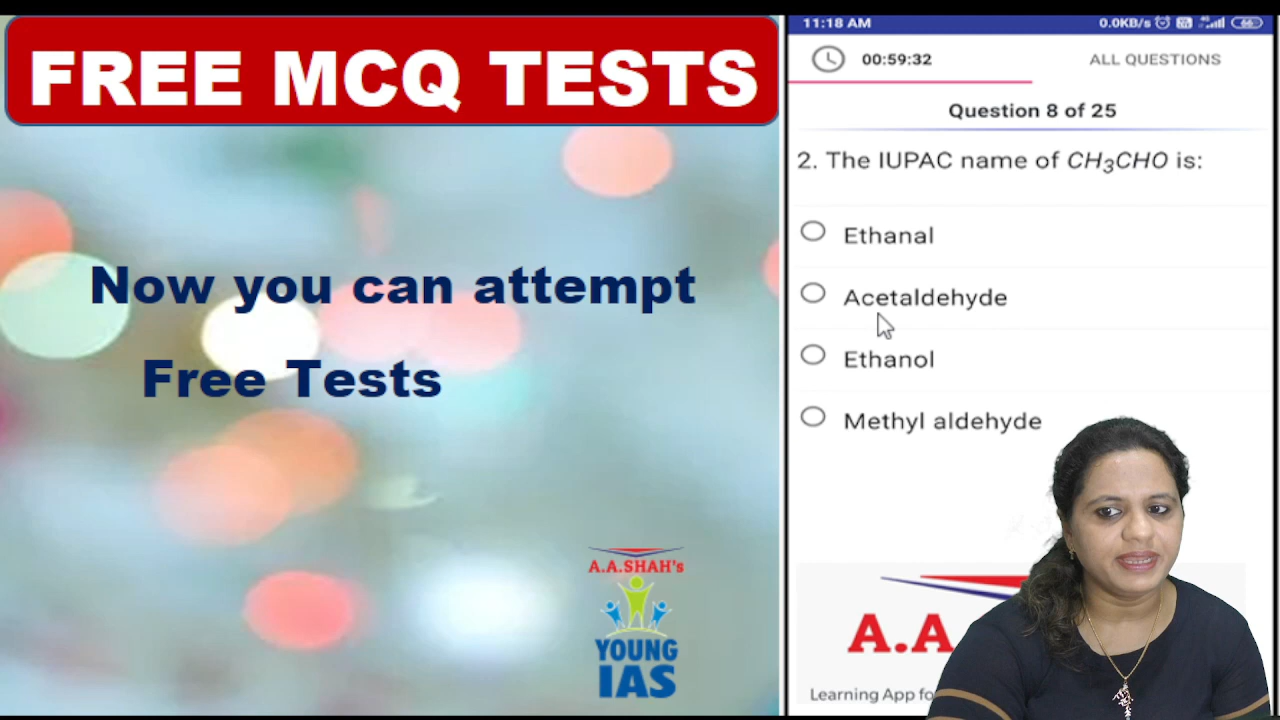 FREE MCQ TESTS
Now you can attempt
Free Tests
A.A.SHAH's
YOUNG
IAS
11:18 AM
0.0KB/s
00:59:32
ALL QUESTIONS
Question 8 of 25
2. The IUPAC name of CH₃CHO is:
Ethanal
Acetaldehyde
Ethanol
Methyl aldehyde
A.A
Learning App